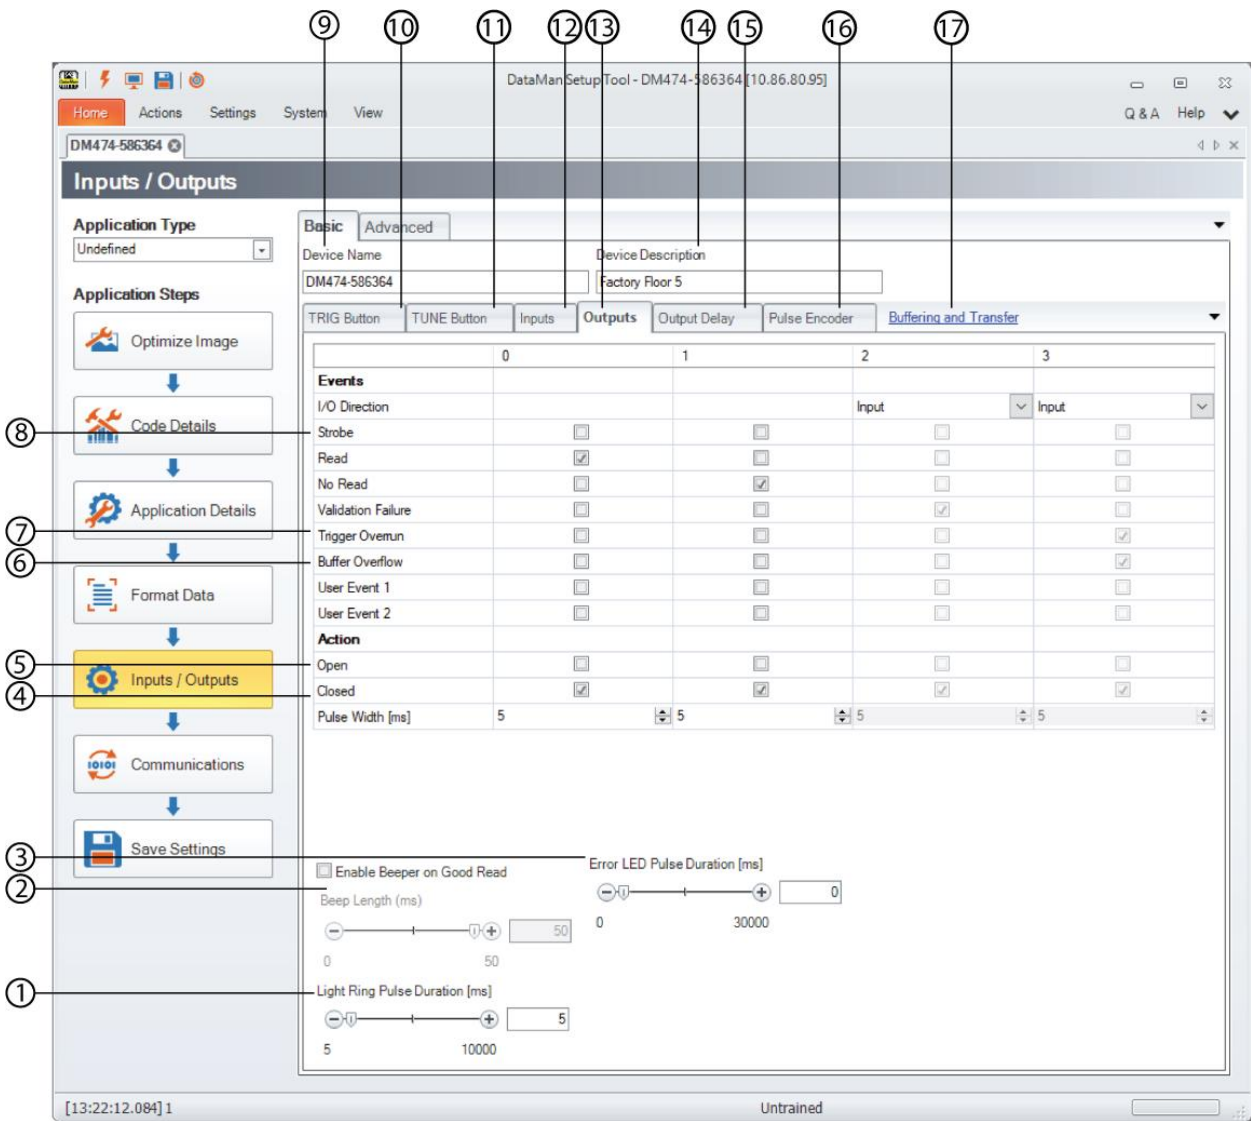 9 10 11 12 13 14 15 16 17
DataMan Setup Tool - DM474-586364 [10.86.80.95]
Home Actions Settings System View Q & A Help
DM474-586364
Inputs / Outputs
Application Type
Undefined
Application Steps
Optimize Image
Code Details
Application Details
Format Data
Inputs / Outputs
Communications
Save Settings
Basic Advanced
Device Name Device Description
DM474-586364 Factory Floor 5
TRIG Button TUNE Button Inputs Outputs Output Delay Pulse Encoder Buffering and Transfer
0 1 2 3
Events
I/O Direction Input Input
8 Strobe
Read
No Read
Validation Failure
7 Trigger Overrun
6 Buffer Overflow
User Event 1
User Event 2
Action
5 Open
4 Closed
Pulse Width [ms] 5 5 5 5
3 Error LED Pulse Duration [ms]
0
0 30000
Enable Beeper on Good Read
2 Beep Length (ms)
50
0 50
1 Light Ring Pulse Duration [ms]
5
5 10000
[13:22:12.084] 1 Untrained